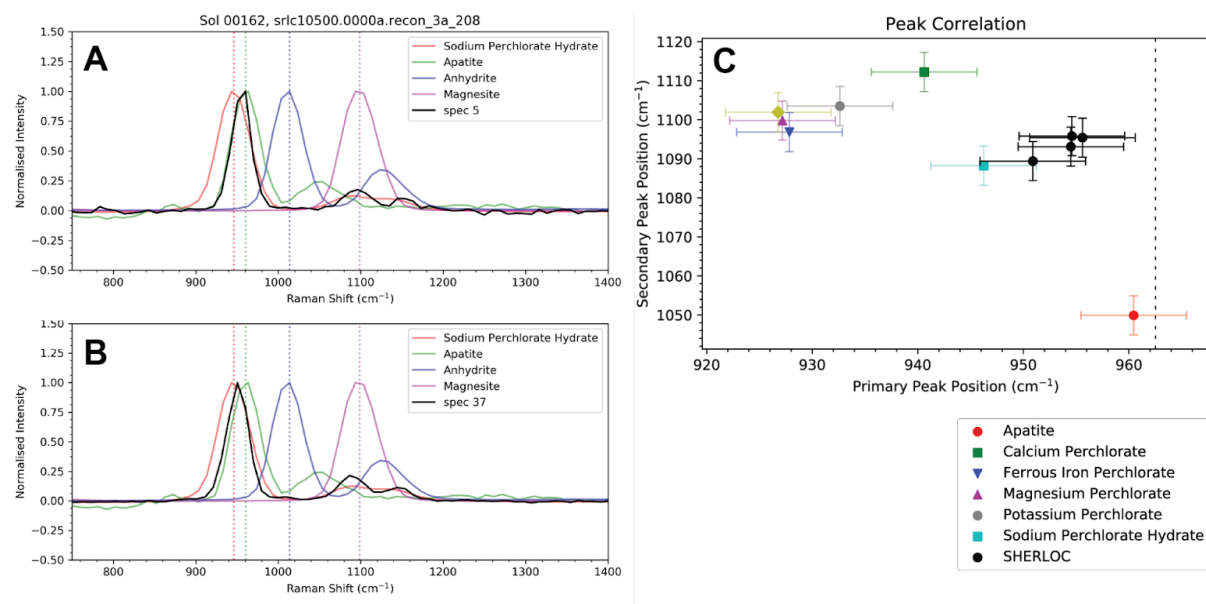 Sol 00162, srlc10500.0000a.recon_3a_208
A
1.50
1.25
1.00
0.75
0.50
0.25
0.00
−0.25
−0.50
Normalised Intensity
Sodium Perchlorate Hydrate
Apatite
Anhydrite
Magnesite
spec 5
800 900 1000 1100 1200 1300 1400
Raman Shift (cm⁻¹)
B
1.50
1.25
1.00
0.75
0.50
0.25
0.00
−0.25
−0.50
Normalised Intensity
Sodium Perchlorate Hydrate
Apatite
Anhydrite
Magnesite
spec 37
800 900 1000 1100 1200 1300 1400
Raman Shift (cm⁻¹)
Peak Correlation
C
1120
1110
1100
1090
1080
1070
1060
1050
Secondary Peak Position (cm⁻¹)
920 930 940 950 960
Primary Peak Position (cm⁻¹)
Apatite
Calcium Perchlorate
Ferrous Iron Perchlorate
Magnesium Perchlorate
Potassium Perchlorate
Sodium Perchlorate Hydrate
SHERLOC